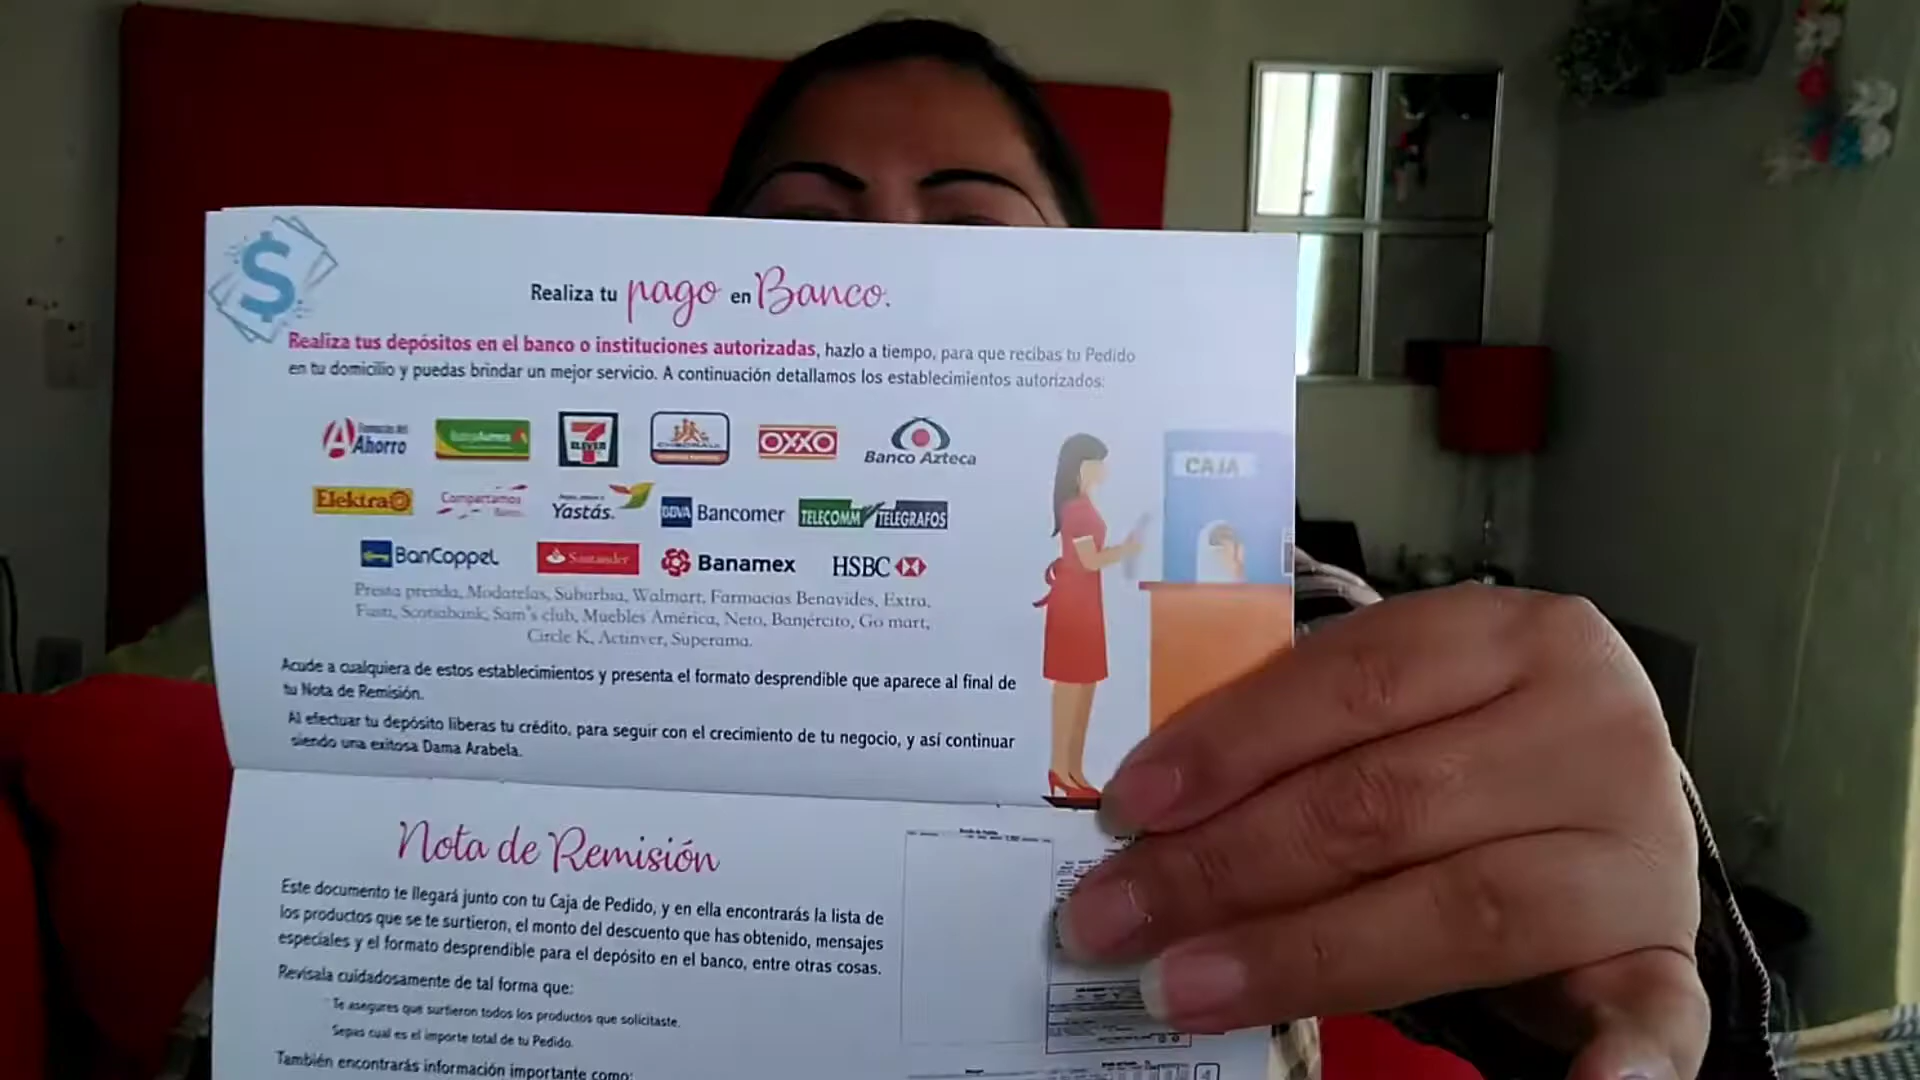 $
Realiza tu pago en Banco.
Realiza tus depósitos en el banco o instituciones autorizadas, hazlo a tiempo, para que recibas tu Pedido
en tu domicilio y puedas brindar un mejor servicio. A continuación detallamos los establecimientos autorizados:
Ahorro
7 ELEVEN
OXXO
Banco Azteca
Elektra
Compartamos Banco
Yastás.
BBVA Bancomer
TELECOMM TELEGRAFOS
BanCoppel
Santander
Banamex
HSBC
CAJA
Presta prenda, Modatelas, Suburbia, Walmart, Farmacias Benavides, Extra,
Fasti, Scotiabank, Sam's club, Muebles América, Neto, Banjército, Go mart,
Circle K, Actinver, Superama.
Acude a cualquiera de estos establecimientos y presenta el formato desprendible que aparece al final de
tu Nota de Remisión.
Al efectuar tu depósito liberas tu crédito, para seguir con el crecimiento de tu negocio, y así continuar
siendo una exitosa Dama Arabela.
Nota de Remisión
Este documento te llegará junto con tu Caja de Pedido, y en ella encontrarás la lista de
los productos que se te surtieron, el monto del descuento que has obtenido, mensajes
especiales y el formato desprendible para el depósito en el banco, entre otras cosas.
Revísala cuidadosamente de tal forma que:
Te asegures que surtieron todos los productos que solicitaste.
Sepas cual es el importe total de tu Pedido.
También encontrarás información importante como: